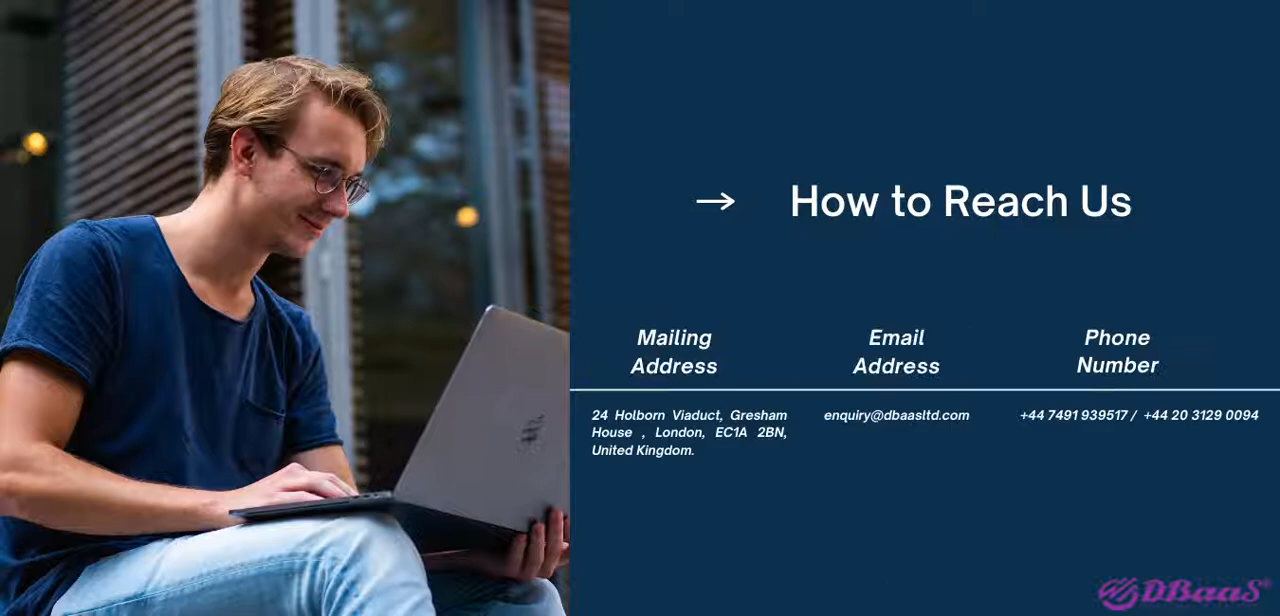 → How to Reach Us
Mailing
Address
Email
Address
Phone
Number
24 Holborn Viaduct, Gresham
House , London, EC1A 2BN,
United Kingdom.
enquiry@dbaasltd.com
+44 7491 939517 / +44 20 3129 0094
DBaaS®